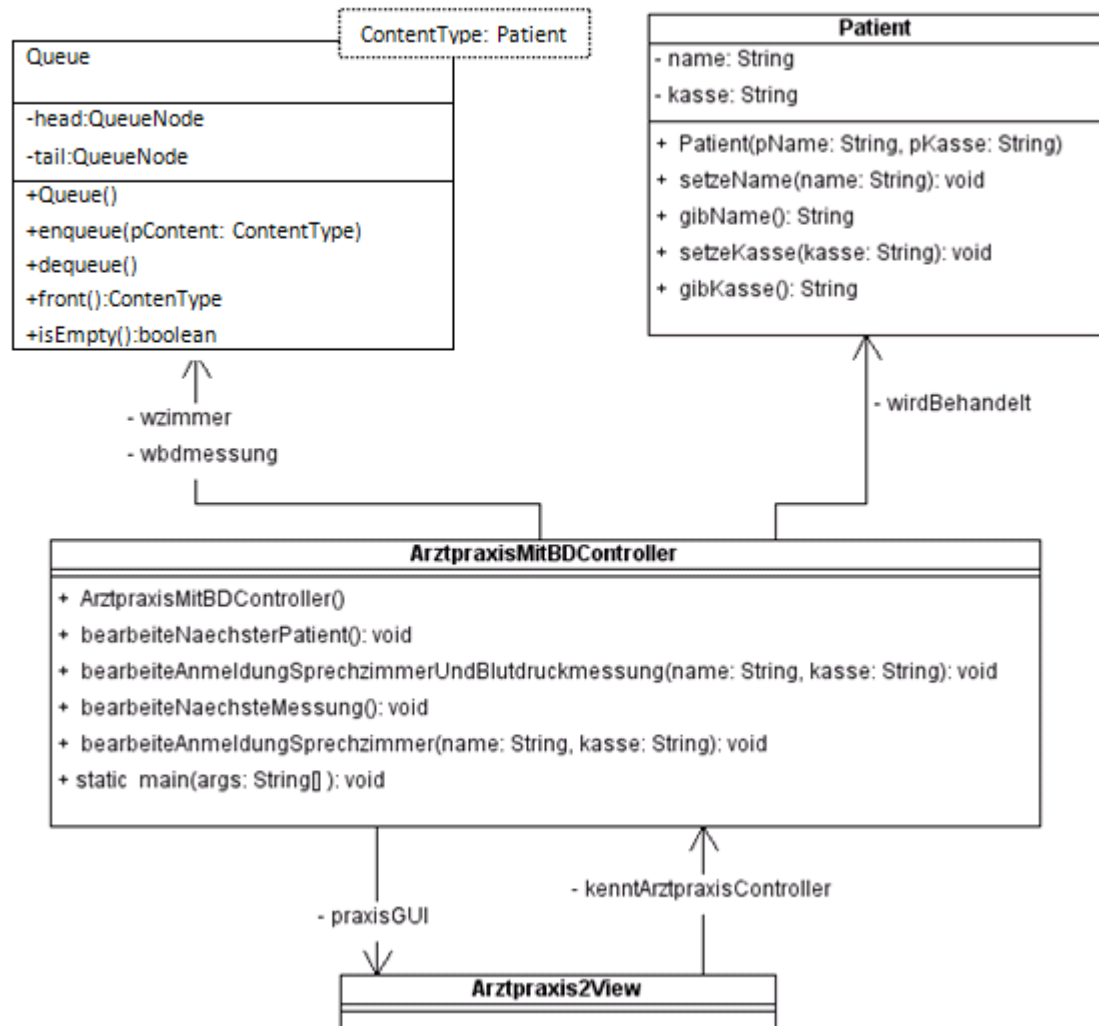 ContentType: Patient
Queue
-head:QueueNode
-tail:QueueNode
+Queue()
+enqueue(pContent: ContentType)
+dequeue()
+front():ContenType
+isEmpty():boolean
Patient
- name: String
- kasse: String
+ Patient(pName: String, pKasse: String)
+ setzeName(name: String): void
+ gibName(): String
+ setzeKasse(kasse: String): void
+ gibKasse(): String
- wzimmer
- wbdmessung
- wirdBehandelt
ArztpraxisMitBDController
+ ArztpraxisMitBDController()
+ bearbeiteNaechsterPatient(): void
+ bearbeiteAnmeldungSprechzimmerUndBlutdruckmessung(name: String, kasse: String): void
+ bearbeiteNaechsteMessung(): void
+ bearbeiteAnmeldungSprechzimmer(name: String, kasse: String): void
+ static main(args: String[] ): void
- kenntArztpraxisController
- praxisGUI
Arztpraxis2View